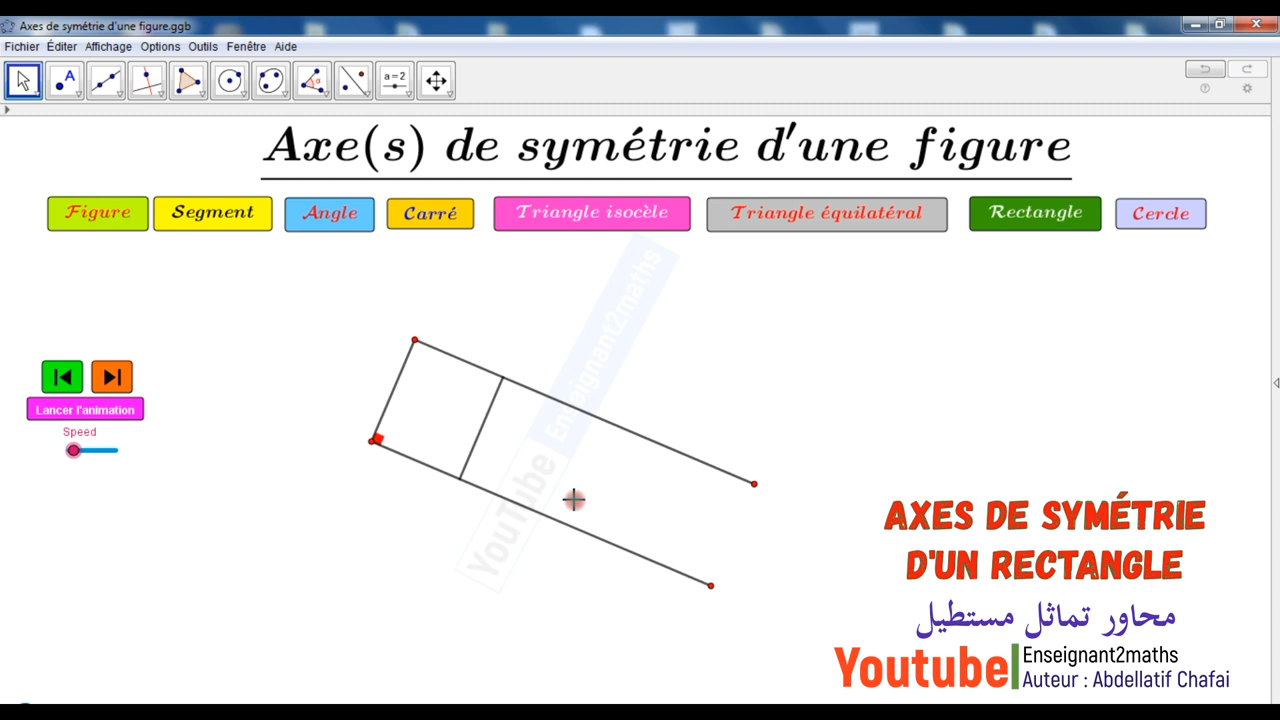 Axes de symétrie d'une figure.ggb
Fichier Éditer Affichage Options Outils Fenêtre Aide
A
α
a=2
Axe(s) de symétrie d'une figure
Figure Segment Angle Carré Triangle isocèle Triangle équilatéral Rectangle Cercle
Lancer l'animation
Speed
YouTube Enseignant2maths
AXES DE SYMÉTRIE
D'UN RECTANGLE
محاور تماثل مستطيل
Youtube
Enseignant2maths
Auteur : Abdellatif Chafai